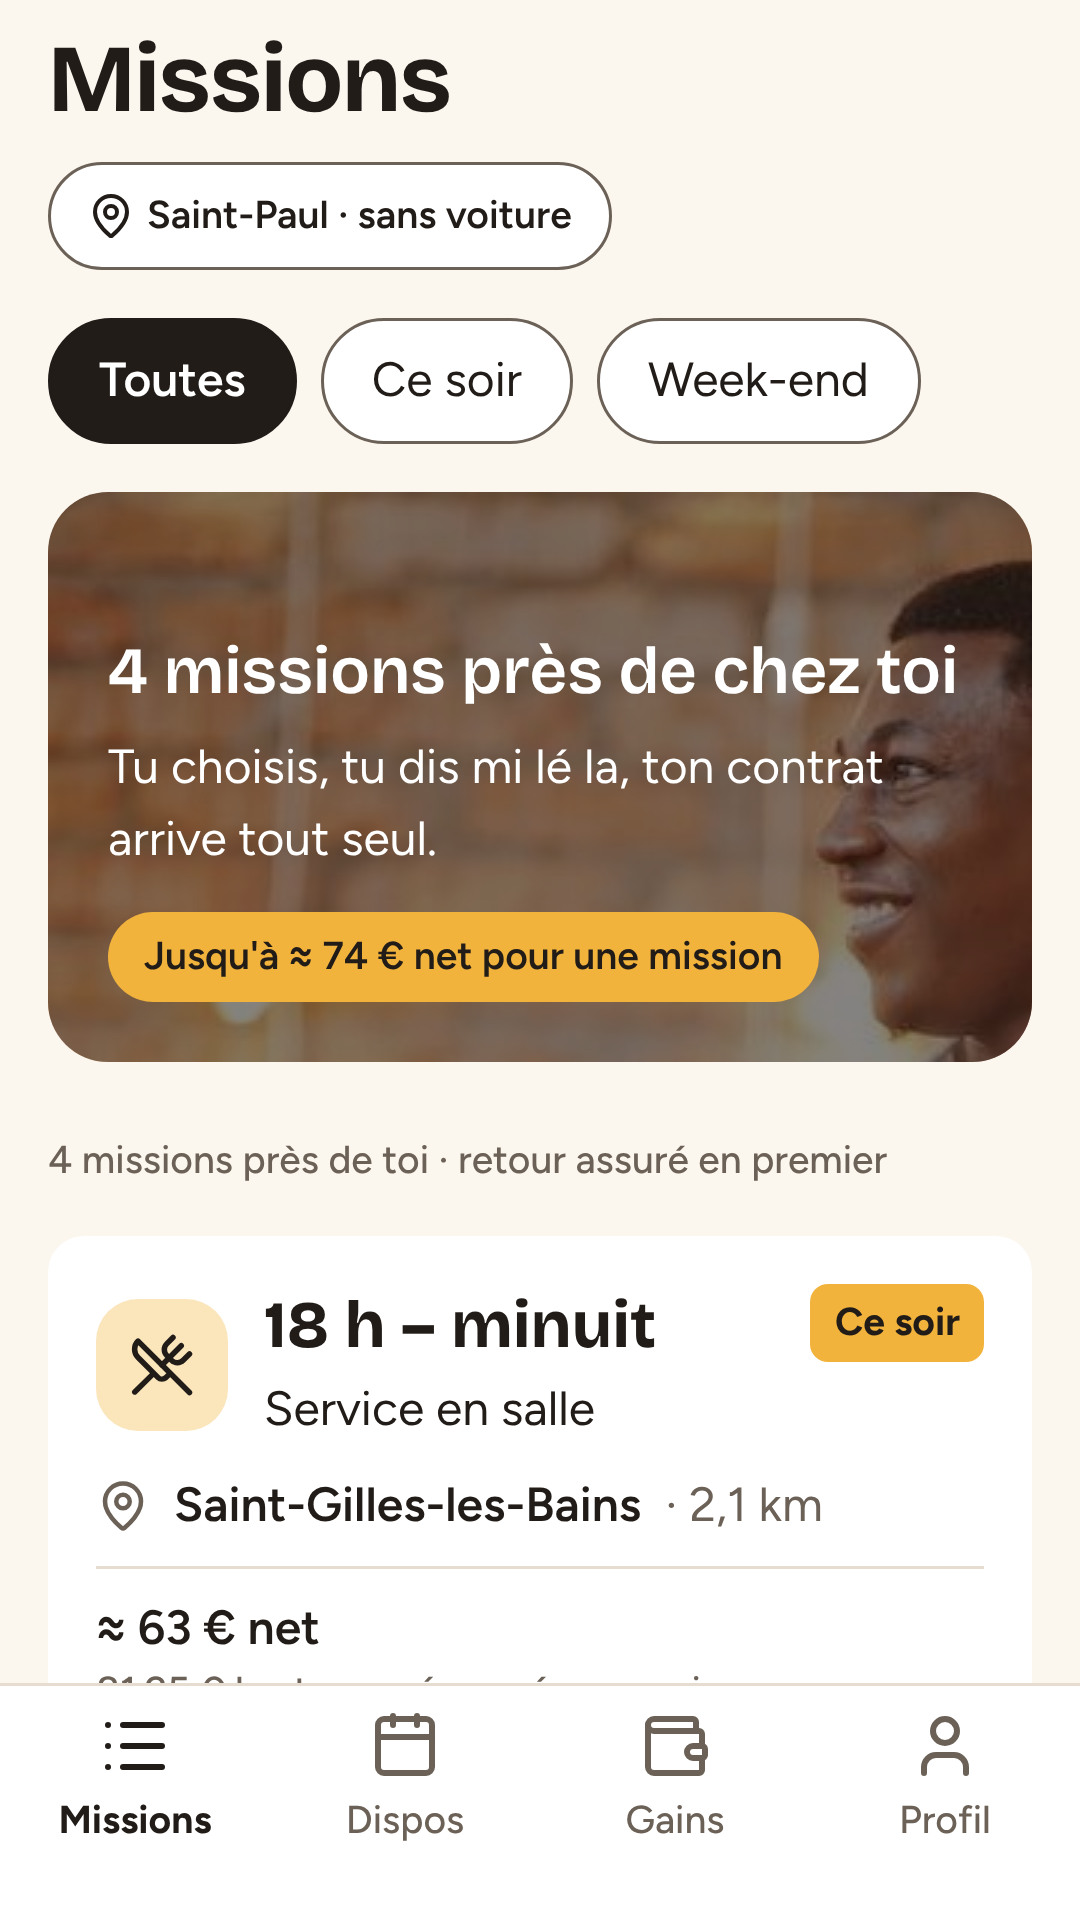 Missions
Saint-Paul · sans voiture
Toutes
Ce soir
Week-end
4 missions près de chez toi
Tu choisis, tu dis mi lé la, ton contrat
arrive tout seul.
Jusqu'à ≈ 74 € net pour une mission
4 missions près de toi · retour assuré en premier
18 h – minuit
Ce soir
Service en salle
Saint-Gilles-les-Bains · 2,1 km
≈ 63 € net
Missions
Dispos
Gains
Profil